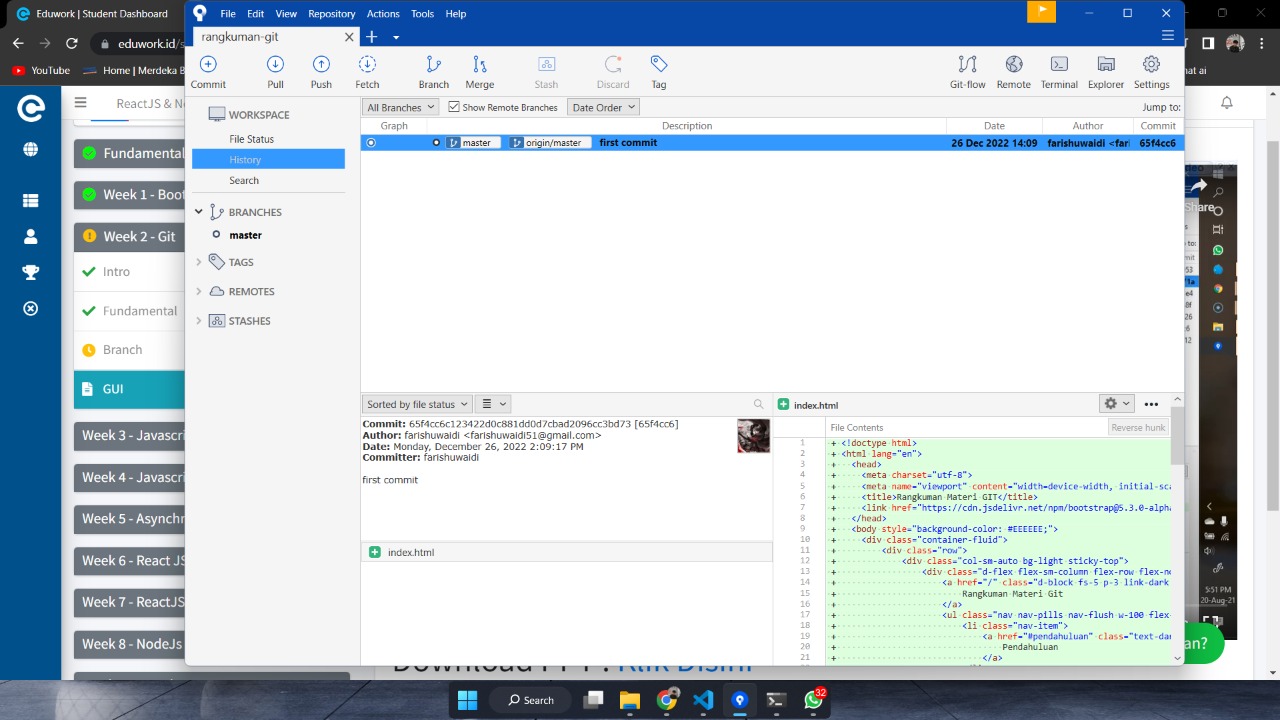 Eduwork | Student Dashboard
eduwork.id/s
YouTube
Home | Merdeka B
hat ai
ReactJS & No
Fundamental
Week 1 - Boot
Week 2 - Git
Intro
Fundamental
Branch
GUI
Week 3 - Javascri
Week 4 - Javascri
Week 5 - Asynchr
Week 6 - React JS
Week 7 - ReactJS
Week 8 - NodeJs
File Edit View Repository Actions Tools Help
rangkuman-git
Commit Pull Push Fetch Branch Merge Stash Discard Tag Git-flow Remote Terminal Explorer Settings
WORKSPACE
File Status
History
Search
BRANCHES
master
TAGS
REMOTES
STASHES
All Branches Show Remote Branches Date Order Jump to:
Graph Description Date Author Commit
master origin/master first commit 26 Dec 2022 14:09 farishuwaidi <fari 65f4cc6
Sorted by file status
Commit: 65f4cc6c123422d0c881dd0d7cbad2096cc3bd73 [65f4cc6]
Author: farishuwaidi <farishuwaidi51@gmail.com>
Date: Monday, December 26, 2022 2:09:17 PM
Committer: farishuwaidi
first commit
index.html
index.html
File Contents Reverse hunk
1 + <!doctype html>
2 + <html lang="en">
3 + <head>
4 + <meta charset="utf-8">
5 + <meta name="viewport" content="width=device-width, initial-sca
6 + <title>Rangkuman Materi GIT</title>
7 + <link href="https://cdn.jsdelivr.net/npm/bootstrap@5.3.0-alpha
8 + </head>
9 + <body style="background-color: #EEEEEE;">
10 + <div class="container-fluid">
11 + <div class="row">
12 + <div class="col-sm-auto bg-light sticky-top">
13 + <div class="d-flex flex-sm-column flex-row flex-no
14 + <a href="/" class="d-block fs-5 p-3 link-dark
15 + Rangkuman Materi Git
16 + </a>
17 + <ul class="nav nav-pills nav-flush w-100 flex-
18 + <li class="nav-item">
19 + <a href="#pendahuluan" class="text-dar
20 + Pendahuluan
21 + </a>
Share
5:51 PM
20-Aug-21
an?
Download PPT : Klik Disini
Search
32